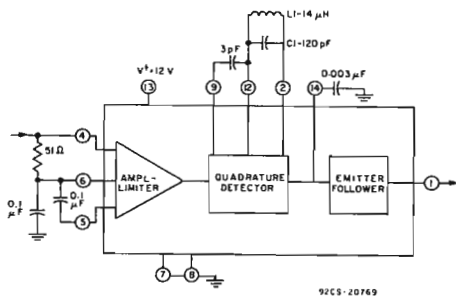 L1-14 μH
C1-120 pF
3 pF
V+=12 V
0.003 μF
13
9
12
2
14
4
51 Ω
6
0.1 μF
0.1 μF
5
AMPL-
LIMITER
QUADRATURE
DETECTOR
EMITTER
FOLLOWER
1
7
8
92CS-20769